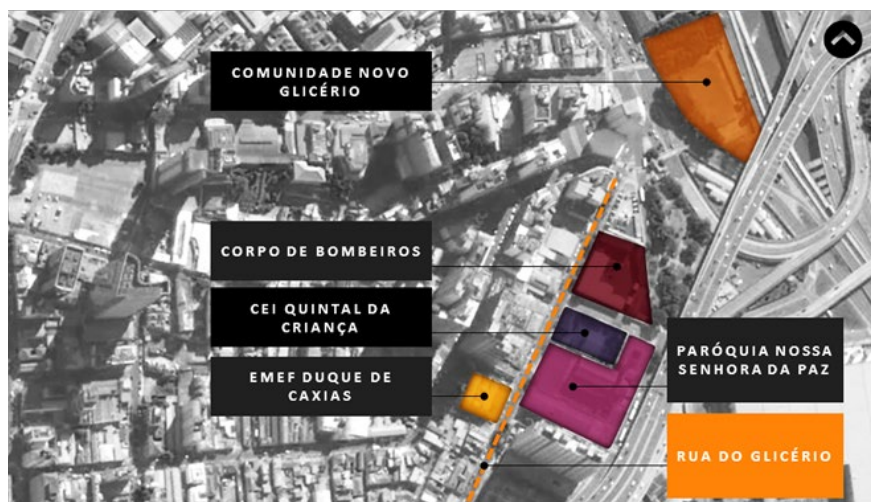 COMUNIDADE NOVO
GLICÉRIO
CORPO DE BOMBEIROS
CEI QUINTAL DA
CRIANÇA
EMEF DUQUE DE
CAXIAS
PARÓQUIA NOSSA
SENHORA DA PAZ
RUA DO GLICÉRIO